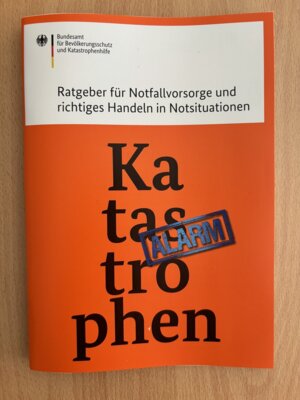 Bundesamt
für Bevölkerungsschutz
und Katastrophenhilfe
Ratgeber für Notfallvorsorge und
richtiges Handeln in Notsituationen
Ka
tas
ALARM
tro
phen